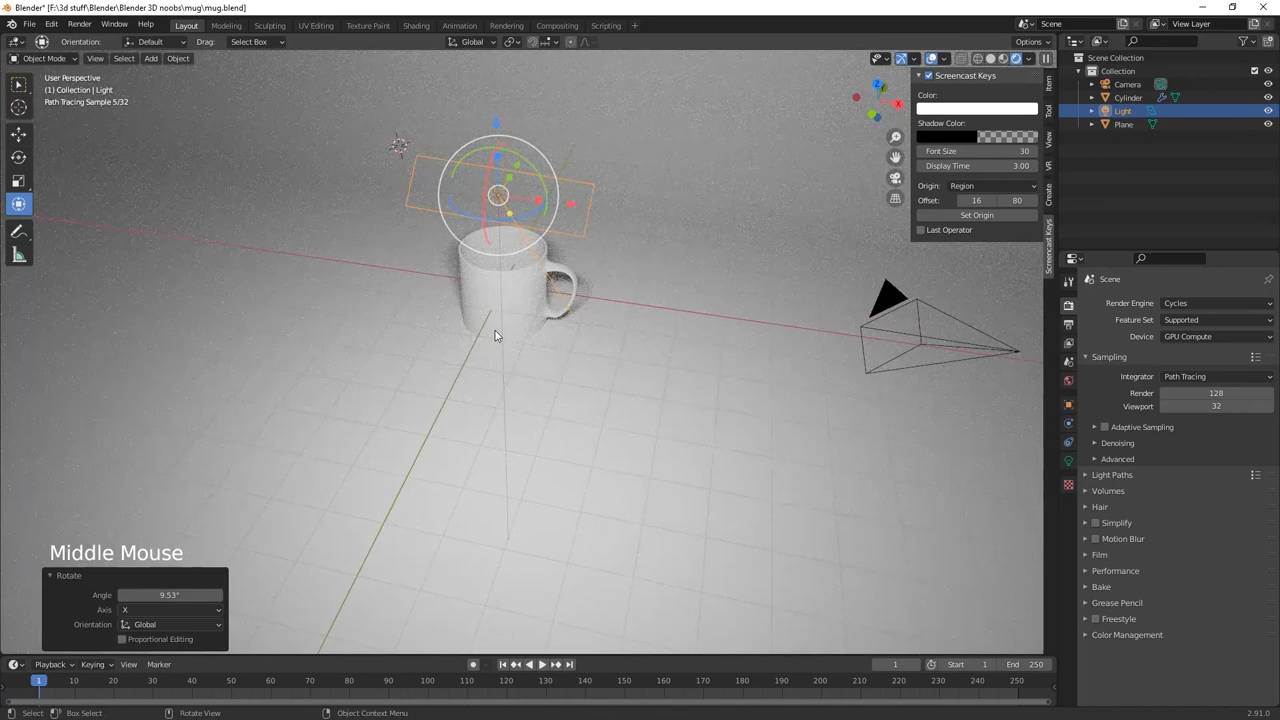 Blender* [F:\3d stuff\Blender\Blender 3D noobs\mug\mug.blend]
File Edit Render Window Help Layout Modeling Sculpting UV Editing Texture Paint Shading Animation Rendering Compositing Scripting + Scene View Layer
Orientation: Default Drag: Select Box Global Options
Object Mode View Select Add Object
User Perspective
(1) Collection | Light
Path Tracing Sample 5/32
Screencast Keys
Color:
Shadow Color:
Font Size 30
Display Time 3.00
Origin: Region
Offset: 16 80
Set Origin
Last Operator
Item
Tool
View
VR
Create
Screencast Keys
Z
X
Scene Collection
Collection
Camera
Cylinder
Light
Plane
Scene
Render Engine Cycles
Feature Set Supported
Device GPU Compute
Sampling
Integrator Path Tracing
Render 128
Viewport 32
Adaptive Sampling
Denoising
Advanced
Light Paths
Volumes
Hair
Simplify
Motion Blur
Film
Performance
Bake
Grease Pencil
Freestyle
Color Management
Middle Mouse
Rotate
Angle 9.53°
Axis X
Orientation Global
Proportional Editing
Playback Keying View Marker 1 Start 1 End 250
1 10 20 30 40 50 60 70 80 90 100 110 120 130 140 150 160 170 180 190 200 210 220 230 240 250
Select Box Select Rotate View Object Context Menu 2.91.0